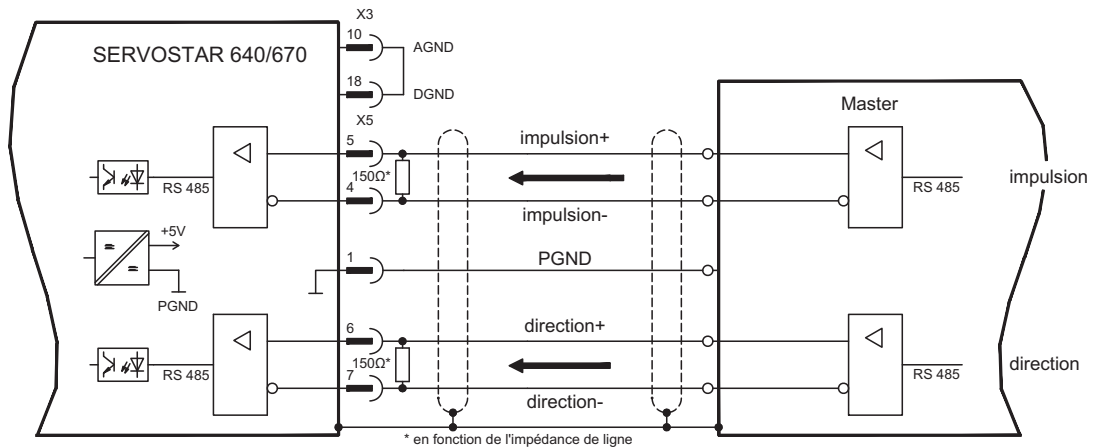 X3
10
AGND
SERVOSTAR 640/670
18
DGND
Master
X5
5
impulsion+
150Ω*
RS 485
RS 485
impulsion
4
impulsion-
+5V
1
PGND
PGND
6
direction+
150Ω*
RS 485
RS 485
direction
7
direction-
* en fonction de l'impédance de ligne